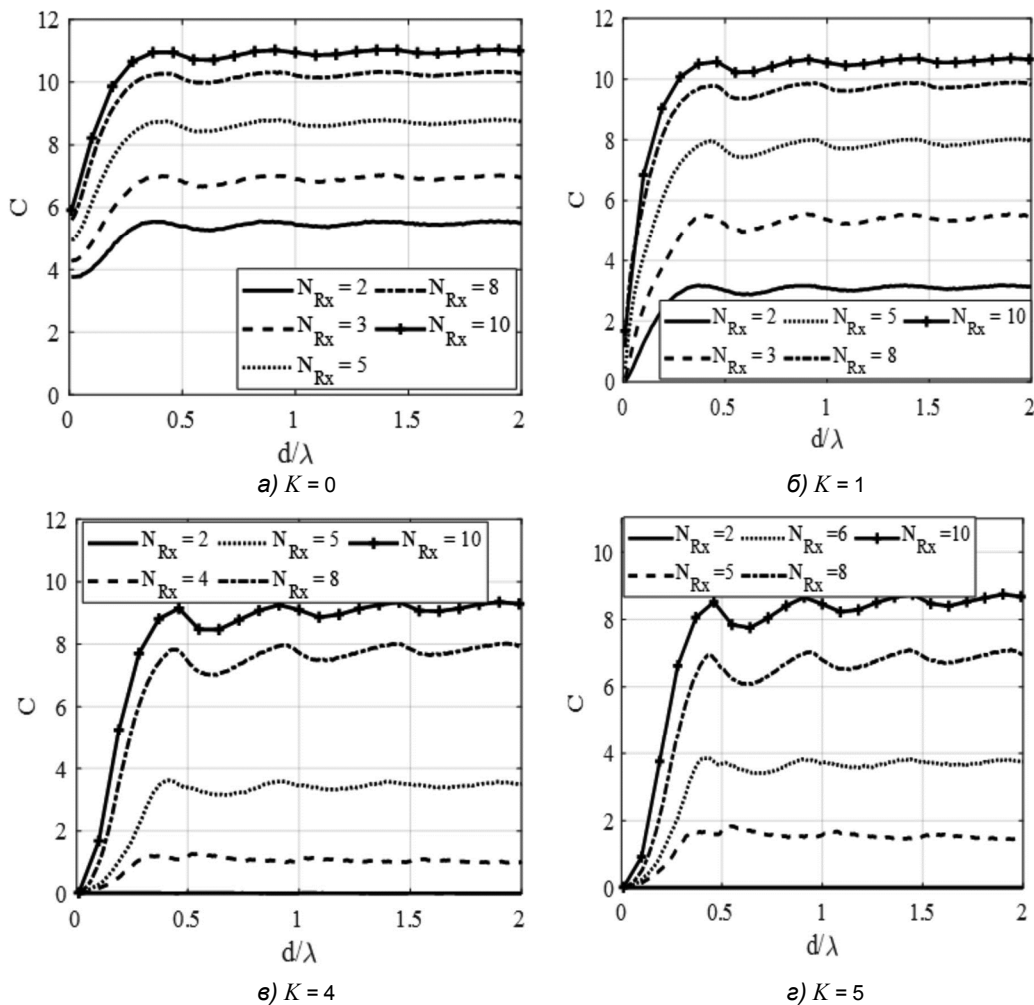 12
10
8
6
4
2
0
C
N_Rx = 2 N_Rx = 8
N_Rx = 3 N_Rx = 10
N_Rx = 5
0 0.5 1 1.5 2
d/λ
а) K = 0
12
10
8
6
4
2
0
C
N_Rx = 2 N_Rx = 5 N_Rx = 10
N_Rx = 3 N_Rx = 8
0 0.5 1 1.5 2
d/λ
б) K = 1
12
10
8
6
4
2
0
C
N_Rx = 2 N_Rx = 5 N_Rx = 10
N_Rx = 4 N_Rx = 8
0 0.5 1 1.5 2
d/λ
в) K = 4
10
8
6
4
2
0
C
N_Rx =2 N_Rx =6 N_Rx =10
N_Rx =5 N_Rx =8
0 0.5 1 1.5 2
d/λ
г) K = 5